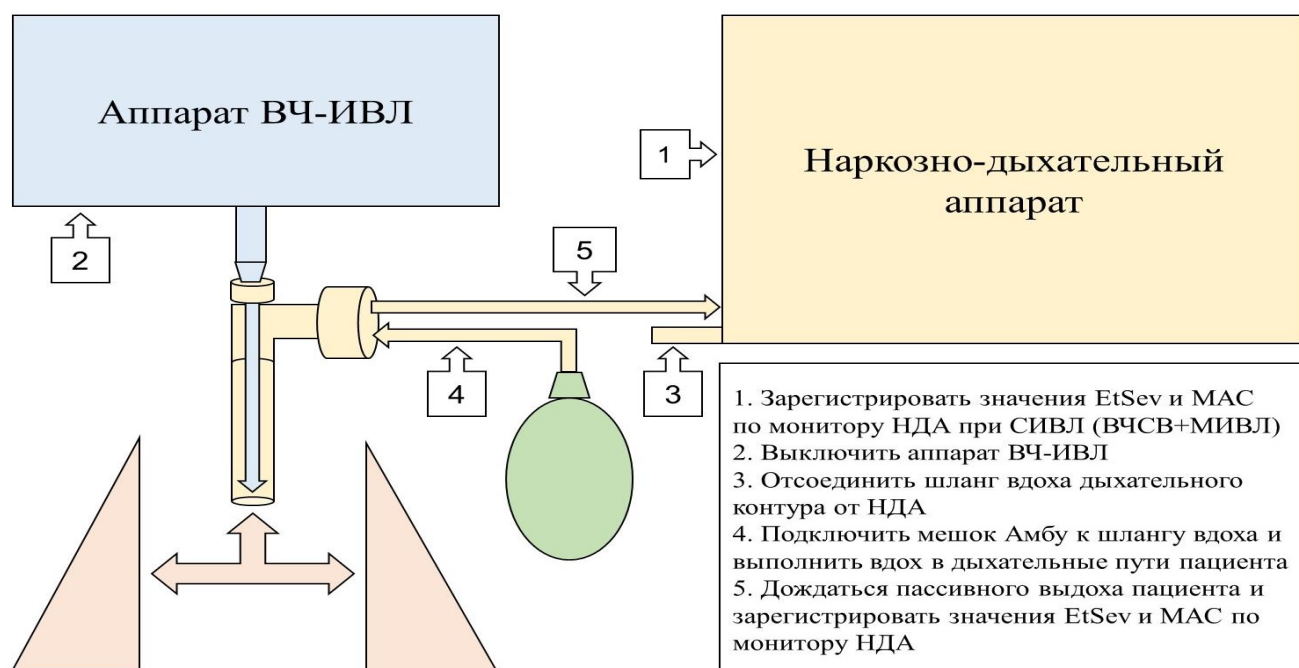 Аппарат ВЧ-ИВЛ
Наркозно-дыхательный
аппарат
1
2
5
4
3
1. Зарегистрировать значения EtSev и MAC
по монитору НДА при СИВЛ (ВЧСВ+МИВЛ)
2. Выключить аппарат ВЧ-ИВЛ
3. Отсоединить шланг вдоха дыхательного
контура от НДА
4. Подключить мешок Амбу к шлангу вдоха и
выполнить вдох в дыхательные пути пациента
5. Дождаться пассивного выдоха пациента и
зарегистрировать значения EtSev и MAC по
монитору НДА